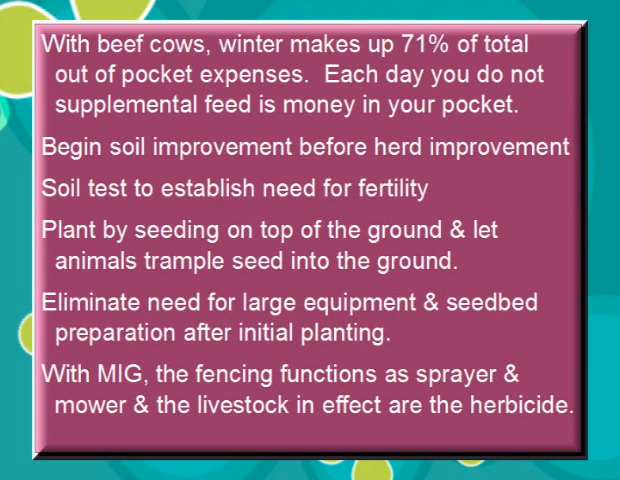 With beef cows, winter makes up 71% of total
out of pocket expenses.  Each day you do not
supplemental feed is money in your pocket.
Begin soil improvement before herd improvement
Soil test to establish need for fertility
Plant by seeding on top of the ground & let
animals trample seed into the ground.
Eliminate need for large equipment & seedbed
preparation after initial planting.
With MIG, the fencing functions as sprayer &
mower & the livestock in effect are the herbicide.